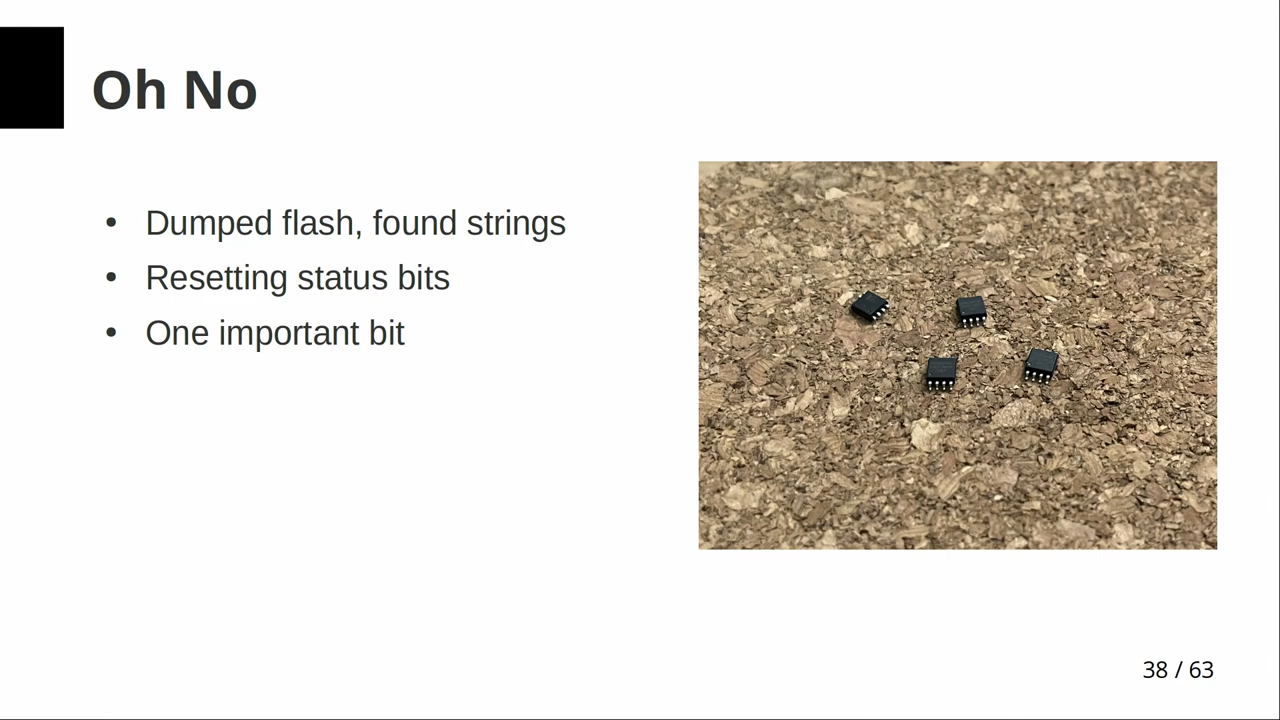 Oh No
• Dumped flash, found strings
• Resetting status bits
• One important bit
38 / 63